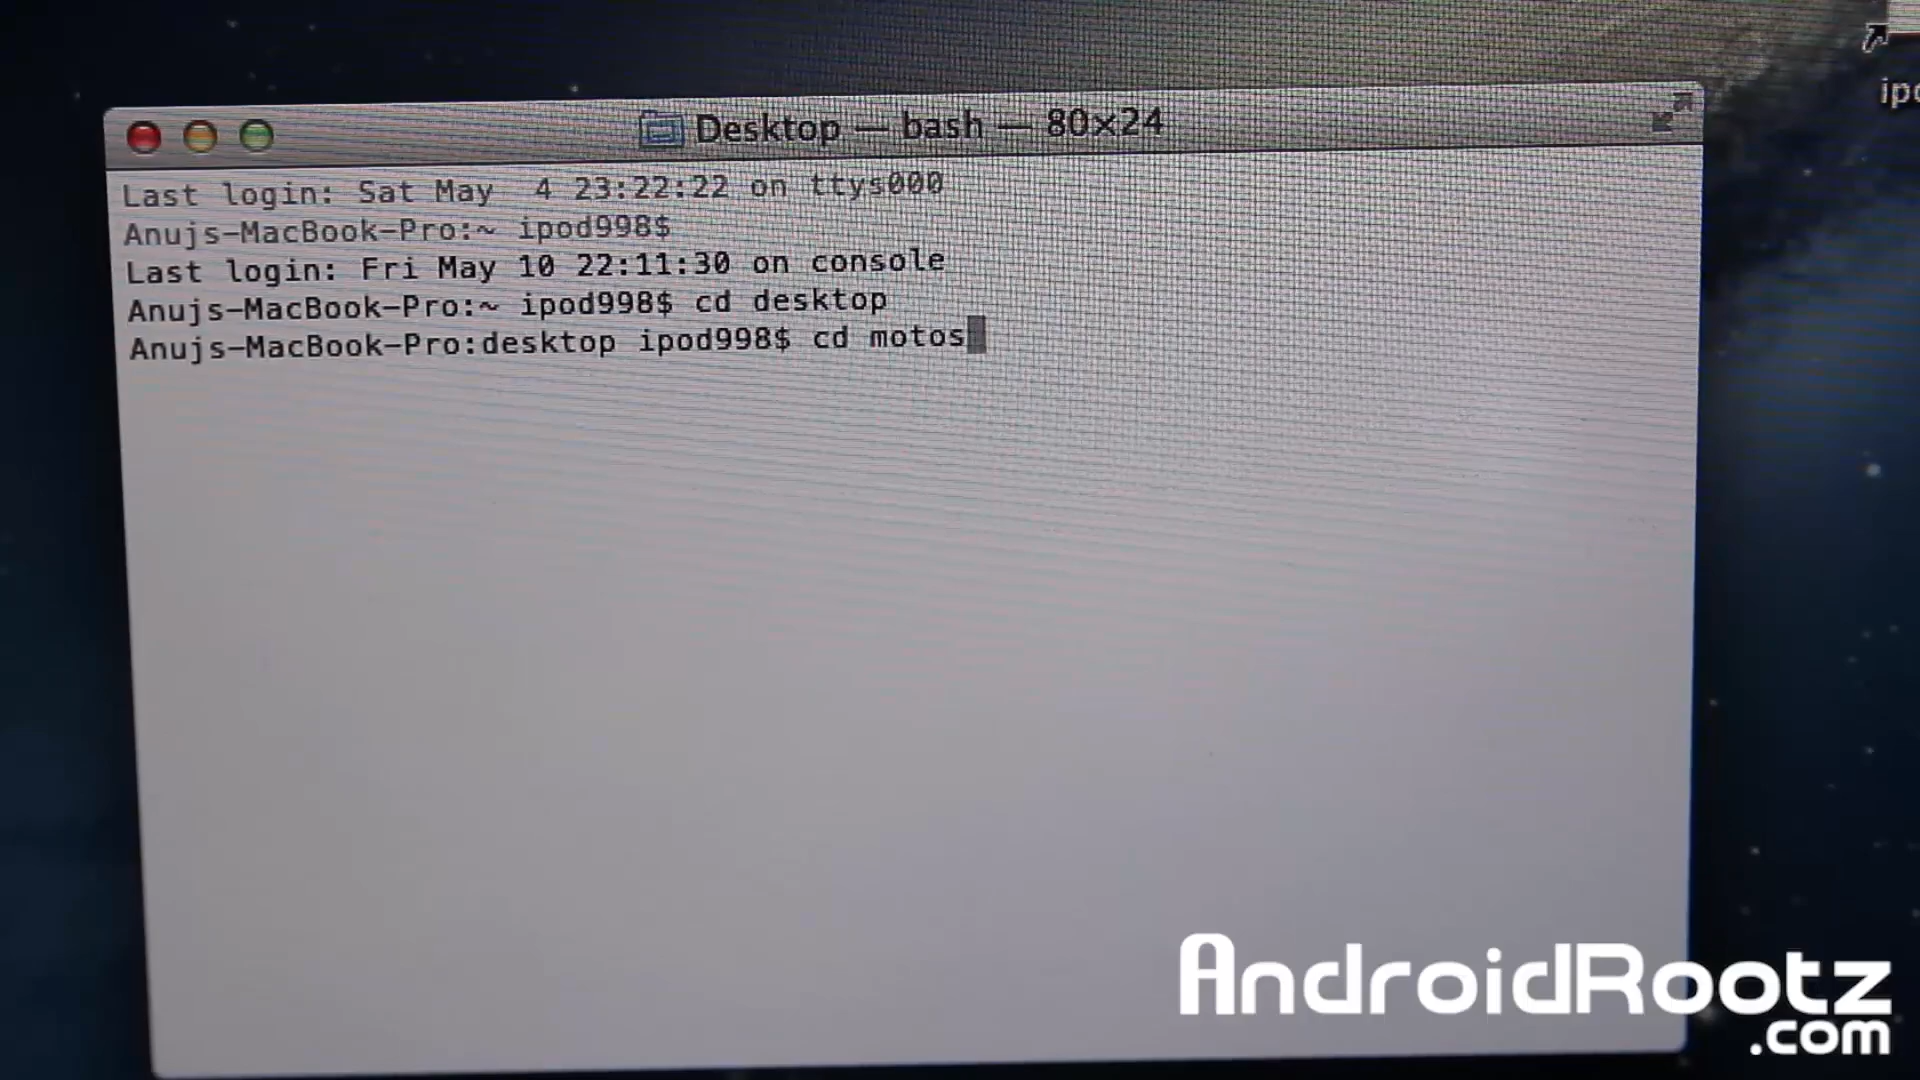 ipo
Desktop — bash — 80×24
Last login: Sat May  4 23:22:22 on ttys000
Anujs-MacBook-Pro:~ ipod998$
Last login: Fri May 10 22:11:30 on console
Anujs-MacBook-Pro:~ ipod998$ cd desktop
Anujs-MacBook-Pro:desktop ipod998$ cd motos
AndroidRootz
.com